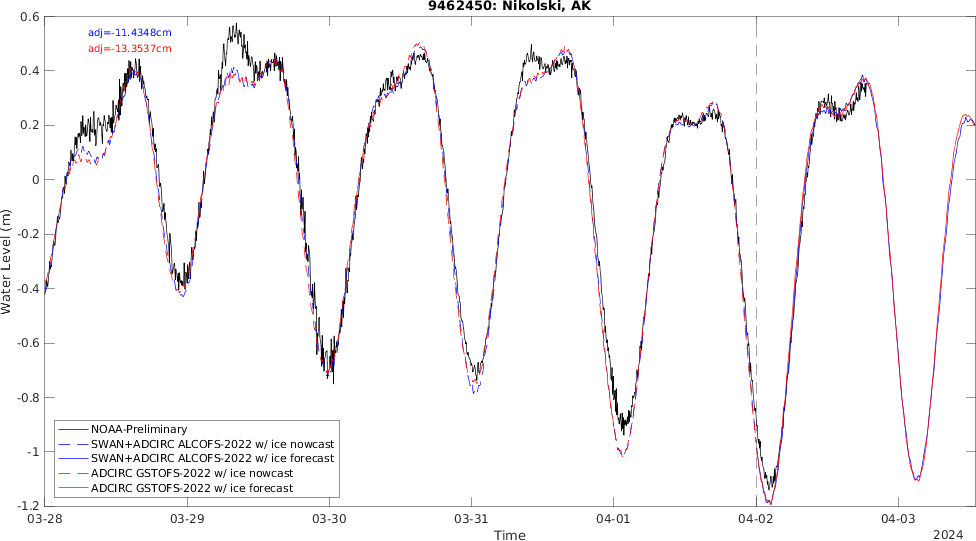 9462450: Nikolski, AK
adj=-11.4348cm
adj=-13.3537cm
0.6
0.4
0.2
0
-0.2
-0.4
-0.6
-0.8
-1
-1.2
Water Level (m)
NOAA-Preliminary
SWAN+ADCIRC ALCOFS-2022 w/ ice nowcast
SWAN+ADCIRC ALCOFS-2022 w/ ice forecast
ADCIRC GSTOFS-2022 w/ ice nowcast
ADCIRC GSTOFS-2022 w/ ice forecast
03-28 03-29 03-30 03-31 04-01 04-02 04-03
Time
2024